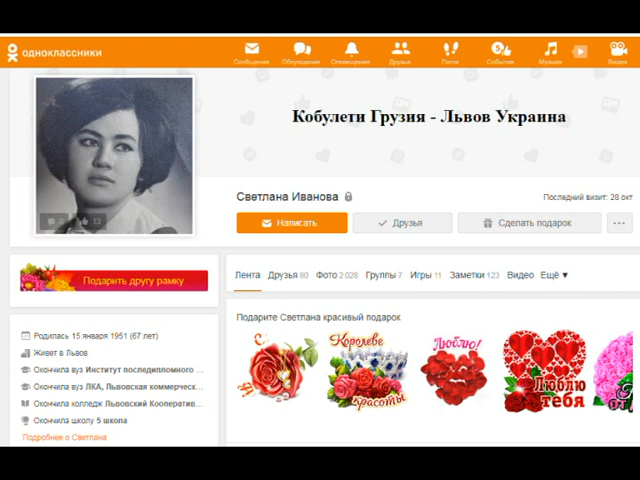 одноклассники
Сообщения Обсуждения Оповещения Друзья Гости События Музыка Видео
Кобулети Грузия - Львов Украина
Светлана Иванова
Последний визит: 28 окт
Написать Друзья Сделать подарок
13
Подарить другу рамку
Лента Друзья 80 Фото 2 028 Группы 7 Игры 11 Заметки 123 Видео Ещё
Подарите Светлана красивый подарок
Королеве
красоты
Люблю!
Люблю
тебя
Родилась 15 января 1951 (67 лет)
Живет в Львов
Окончила вуз Институт последипломного ...
Окончила вуз ЛКА, Львовская коммерческ...
Окончила колледж Львовский Кооператив...
Окончила школу 5 школа
Подробнее о Светлана